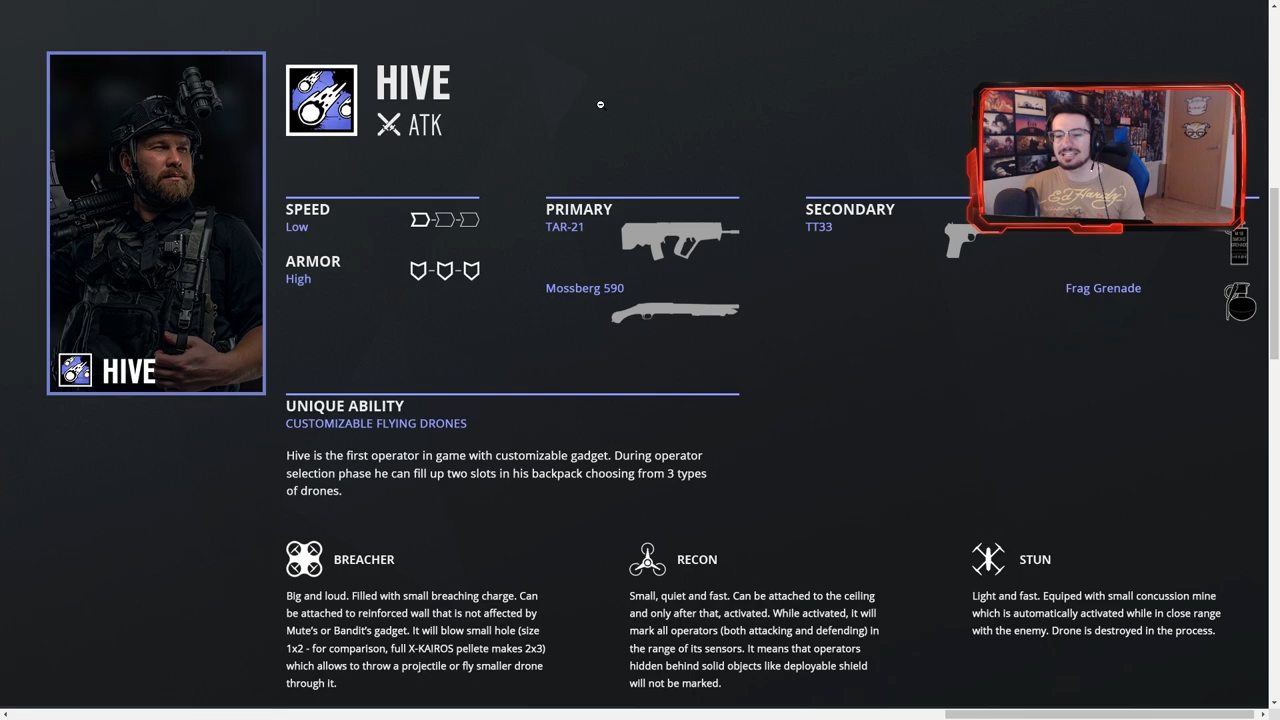 HIVE
ATK
HIVE
SPEED
Low
ARMOR
High
PRIMARY
TAR-21
Mossberg 590
SECONDARY
TT33
Frag Grenade
UNIQUE ABILITY
CUSTOMIZABLE FLYING DRONES
Hive is the first operator in game with customizable gadget. During operator
selection phase he can fill up two slots in his backpack choosing from 3 types
of drones.
BREACHER
Big and loud. Filled with small breaching charge. Can
be attached to reinforced wall that is not affected by
Mute's or Bandit's gadget. It will blow small hole (size
1x2 - for comparison, full X-KAIROS pellete makes 2x3)
which allows to throw a projectile or fly smaller drone
through it.
RECON
Small, quiet and fast. Can be attached to the ceiling
and only after that, activated. While activated, it will
mark all operators (both attacking and defending) in
the range of its sensors. It means that operators
hidden behind solid objects like deployable shield
will not be marked.
STUN
Light and fast. Equiped with small concussion mine
which is automatically activated while in close range
with the enemy. Drone is destroyed in the process.
Ed Hardy